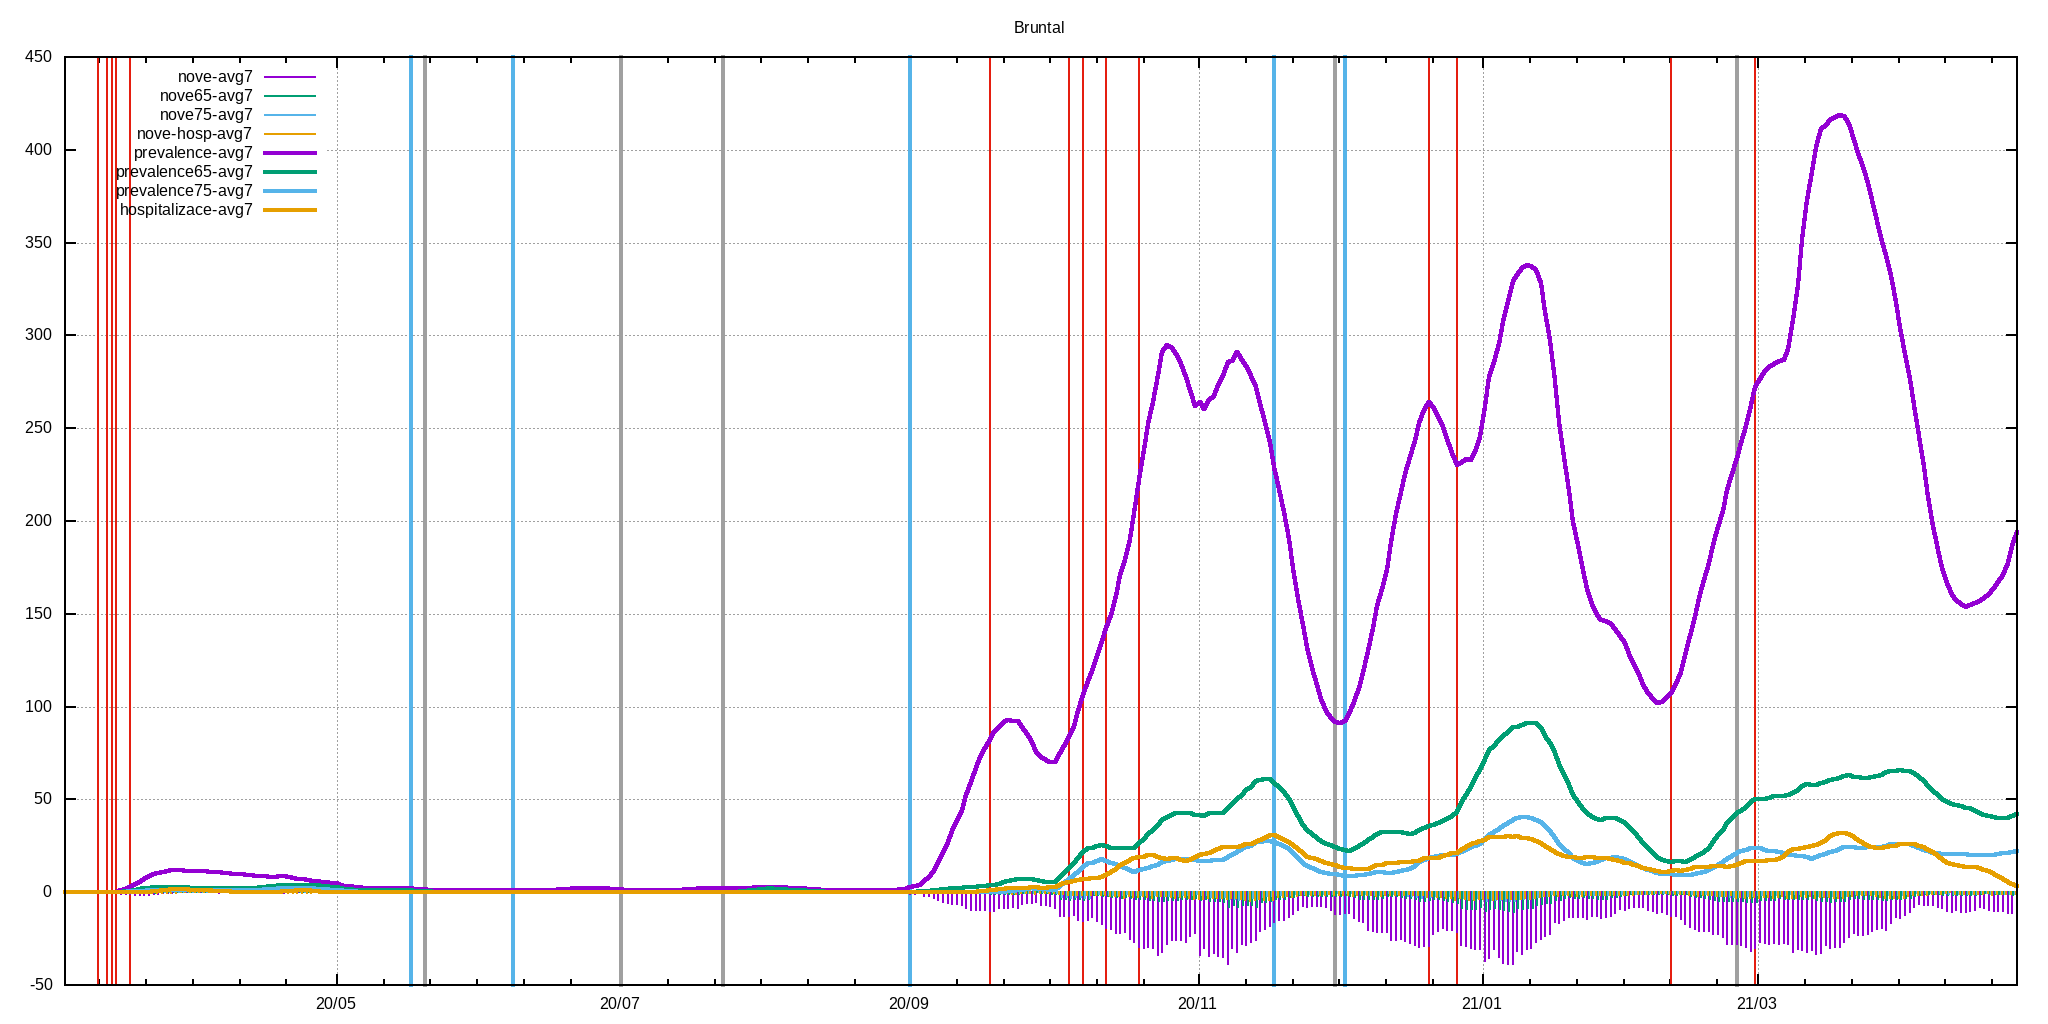 Bruntal
450
400
350
300
250
200
150
100
50
0
-50
nove-avg7
nove65-avg7
nove75-avg7
nove-hosp-avg7
prevalence-avg7
prevalence65-avg7
prevalence75-avg7
hospitalizace-avg7
20/05 20/07 20/09 20/11 21/01 21/03